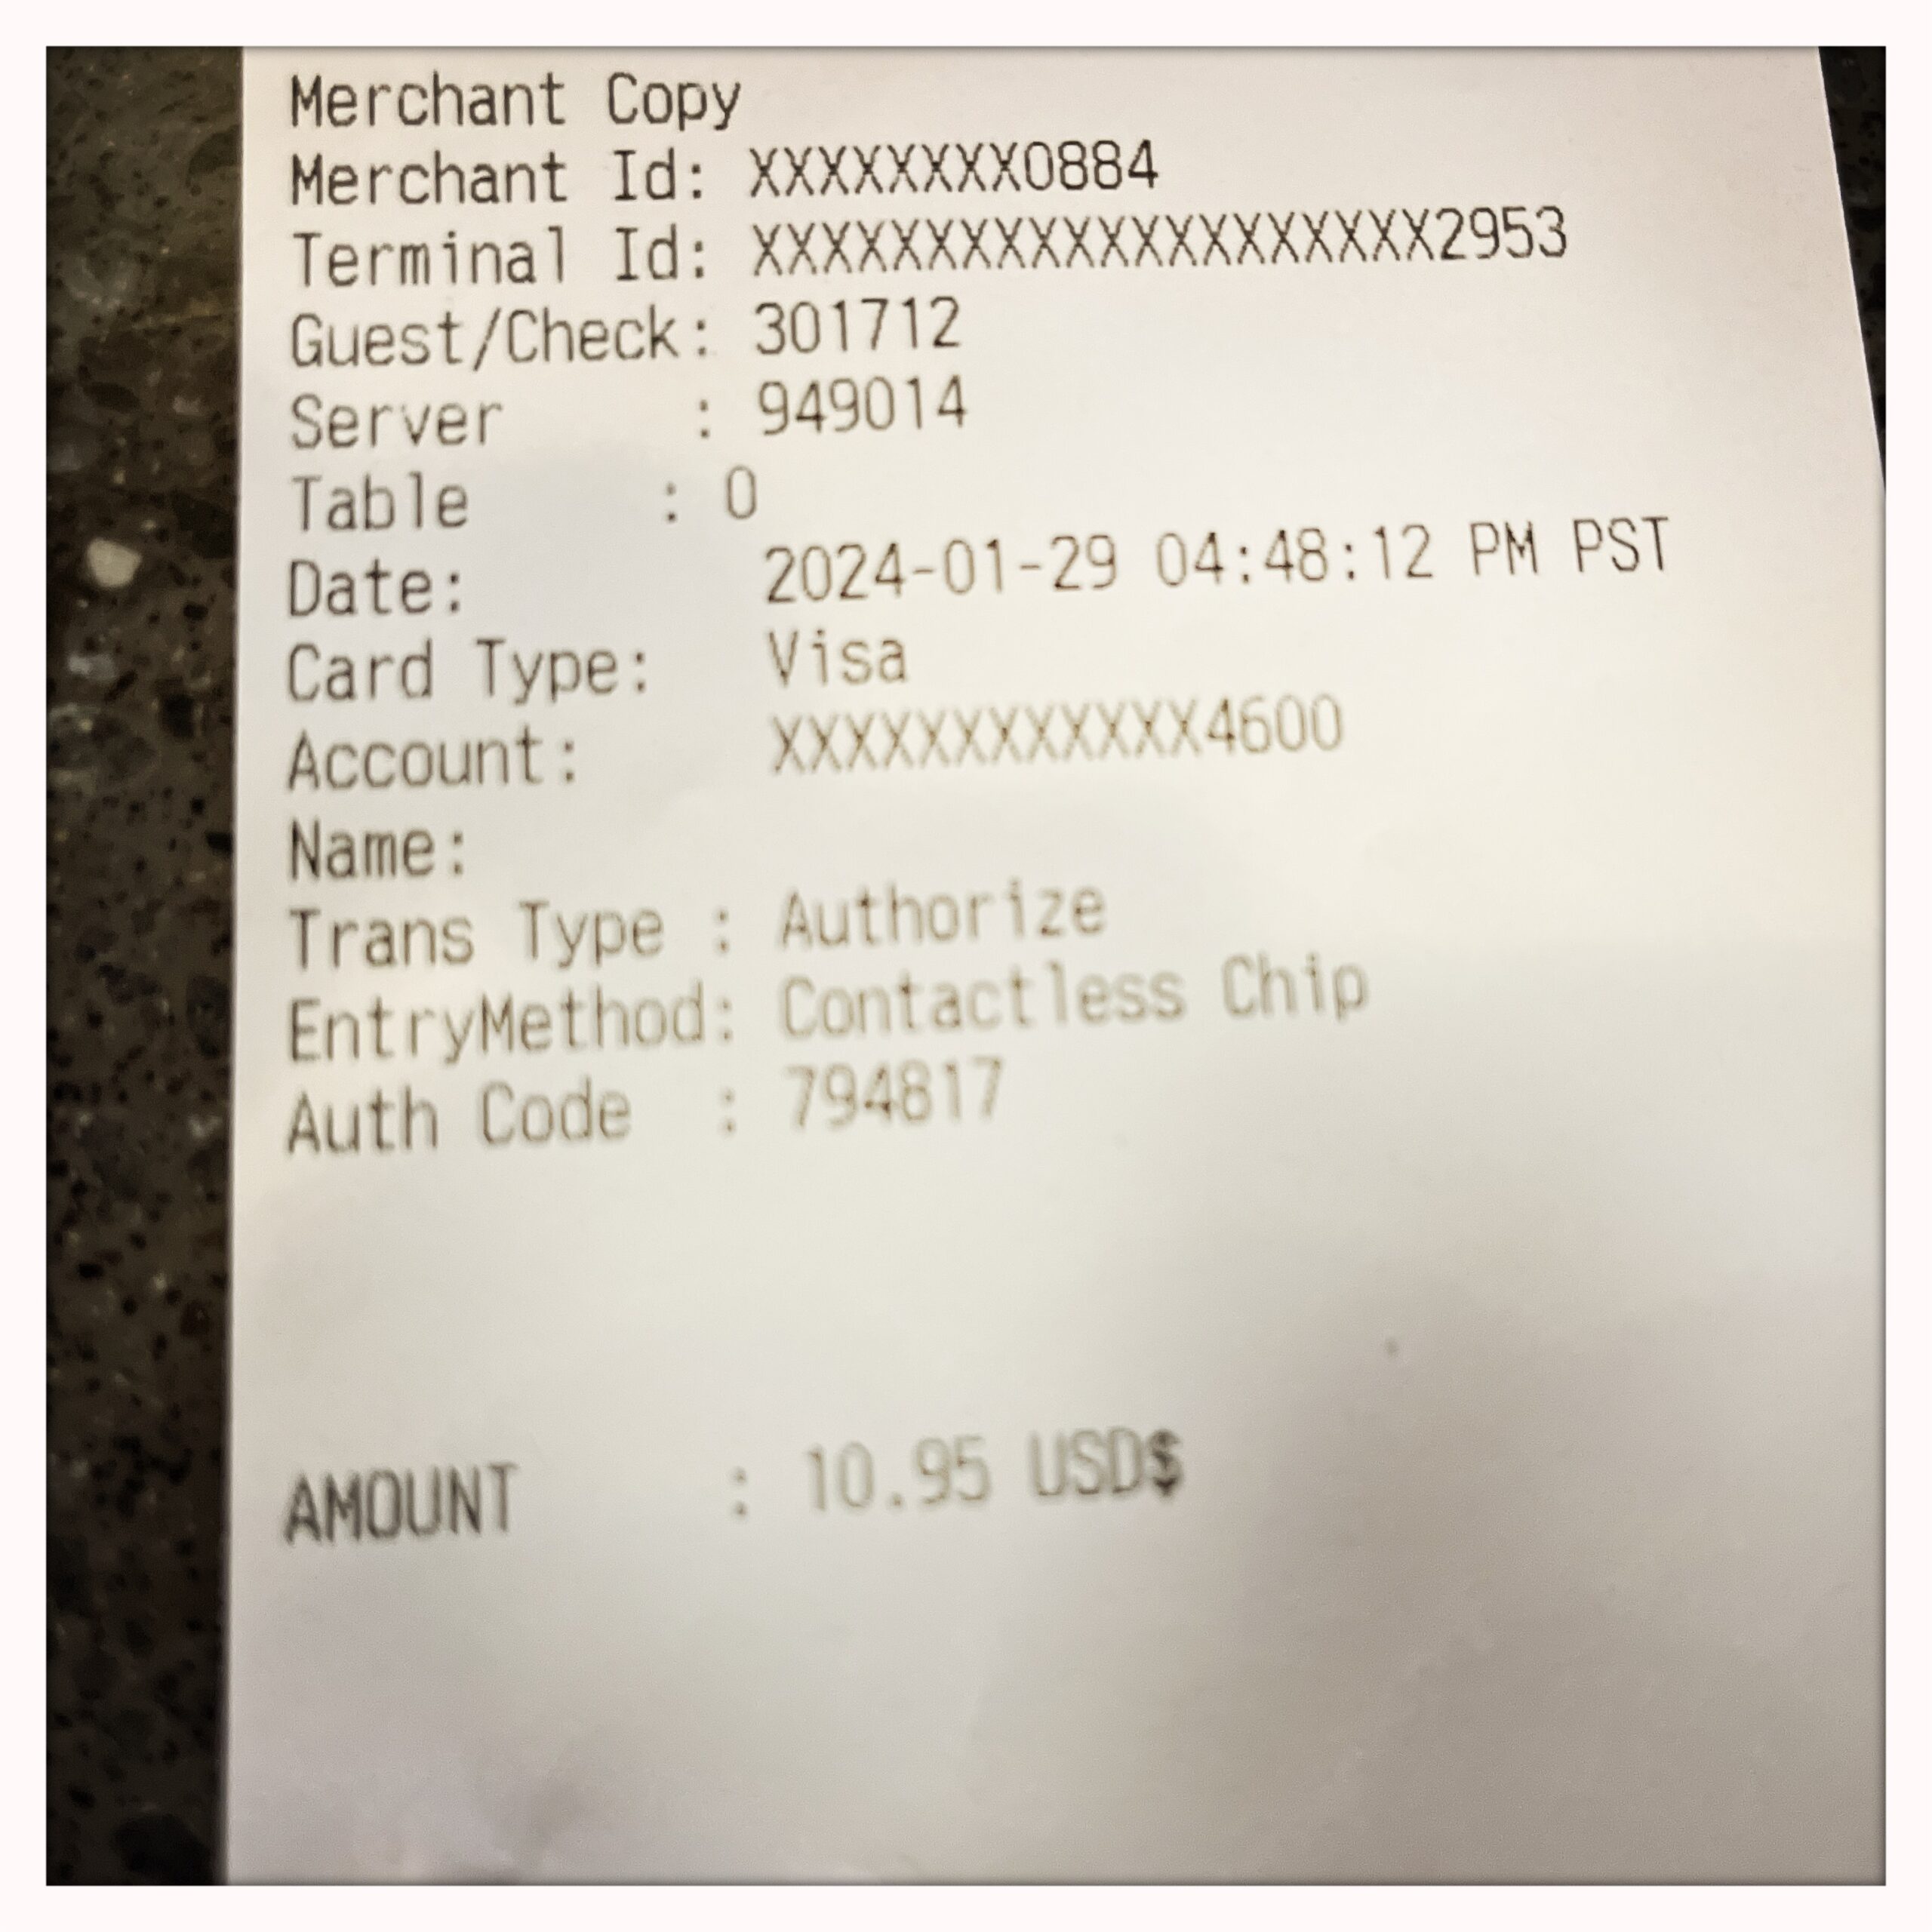 Merchant Copy
Merchant Id: XXXXXXXX0884
Terminal Id: XXXXXXXXXXXXXXXXXXX2953
Guest/Check: 301712
Server : 949014
Table : 0
Date: 2024-01-29 04:48:12 PM PST
Card Type: Visa
Account: XXXXXXXXXXXX4600
Name:
Trans Type : Authorize
EntryMethod: Contactless Chip
Auth Code : 794817
AMOUNT : 10.95 USD$